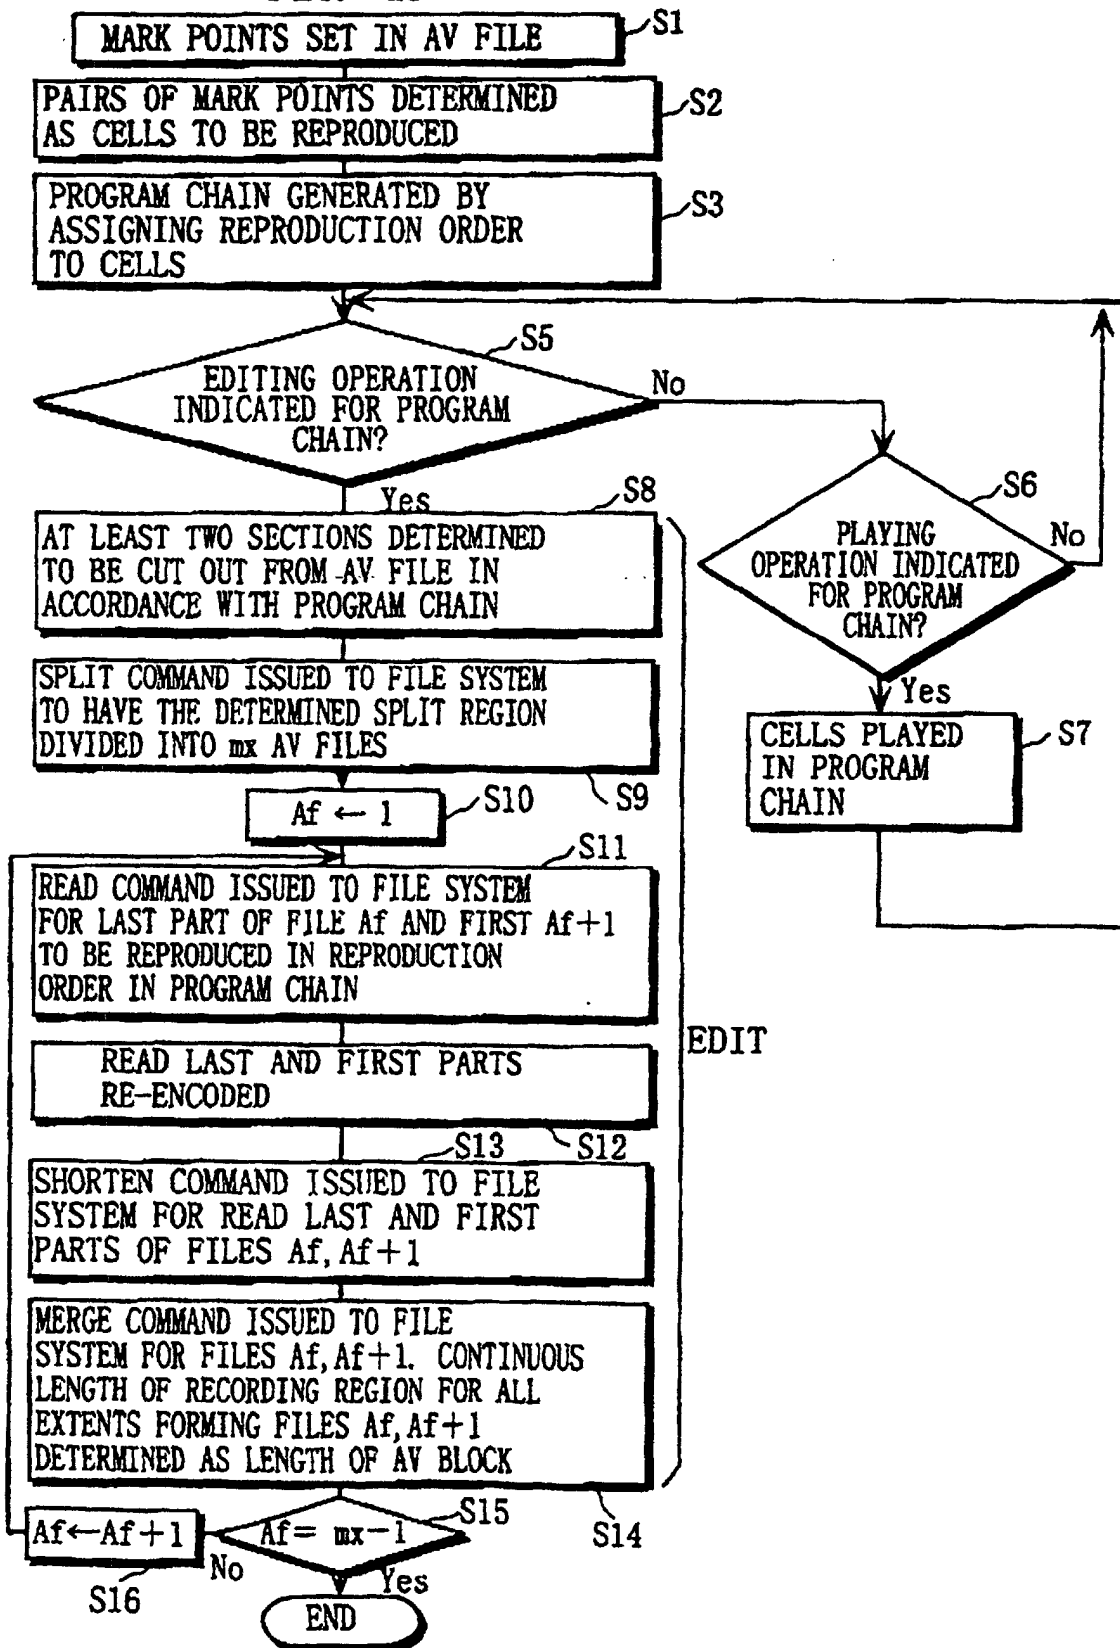 MARK POINTS SET IN AV FILE
S1
PAIRS OF MARK POINTS DETERMINED
AS CELLS TO BE REPRODUCED
S2
PROGRAM CHAIN GENERATED BY
ASSIGNING REPRODUCTION ORDER
TO CELLS
S3
S5
EDITING OPERATION
INDICATED FOR PROGRAM
CHAIN?
No
Yes
S6
PLAYING
OPERATION INDICATED
FOR PROGRAM
CHAIN?
No
Yes
CELLS PLAYED
IN PROGRAM
CHAIN
S7
S8
AT LEAST TWO SECTIONS DETERMINED
TO BE CUT OUT FROM AV FILE IN
ACCORDANCE WITH PROGRAM CHAIN
SPLIT COMMAND ISSUED TO FILE SYSTEM
TO HAVE THE DETERMINED SPLIT REGION
DIVIDED INTO mx AV FILES
S9
Af ← 1
S10
S11
READ COMMAND ISSUED TO FILE SYSTEM
FOR LAST PART OF FILE Af AND FIRST Af+1
TO BE REPRODUCED IN REPRODUCTION
ORDER IN PROGRAM CHAIN
EDIT
READ LAST AND FIRST PARTS
RE-ENCODED
S12
S13
SHORTEN COMMAND ISSUED TO FILE
SYSTEM FOR READ LAST AND FIRST
PARTS OF FILES Af, Af+1
MERGE COMMAND ISSUED TO FILE
SYSTEM FOR FILES Af, Af+1. CONTINUOUS
LENGTH OF RECORDING REGION FOR ALL
EXTENTS FORMING FILES Af, Af+1
DETERMINED AS LENGTH OF AV BLOCK
S14
S15
Af= mx-1
No
Yes
Af←Af+1
S16
END